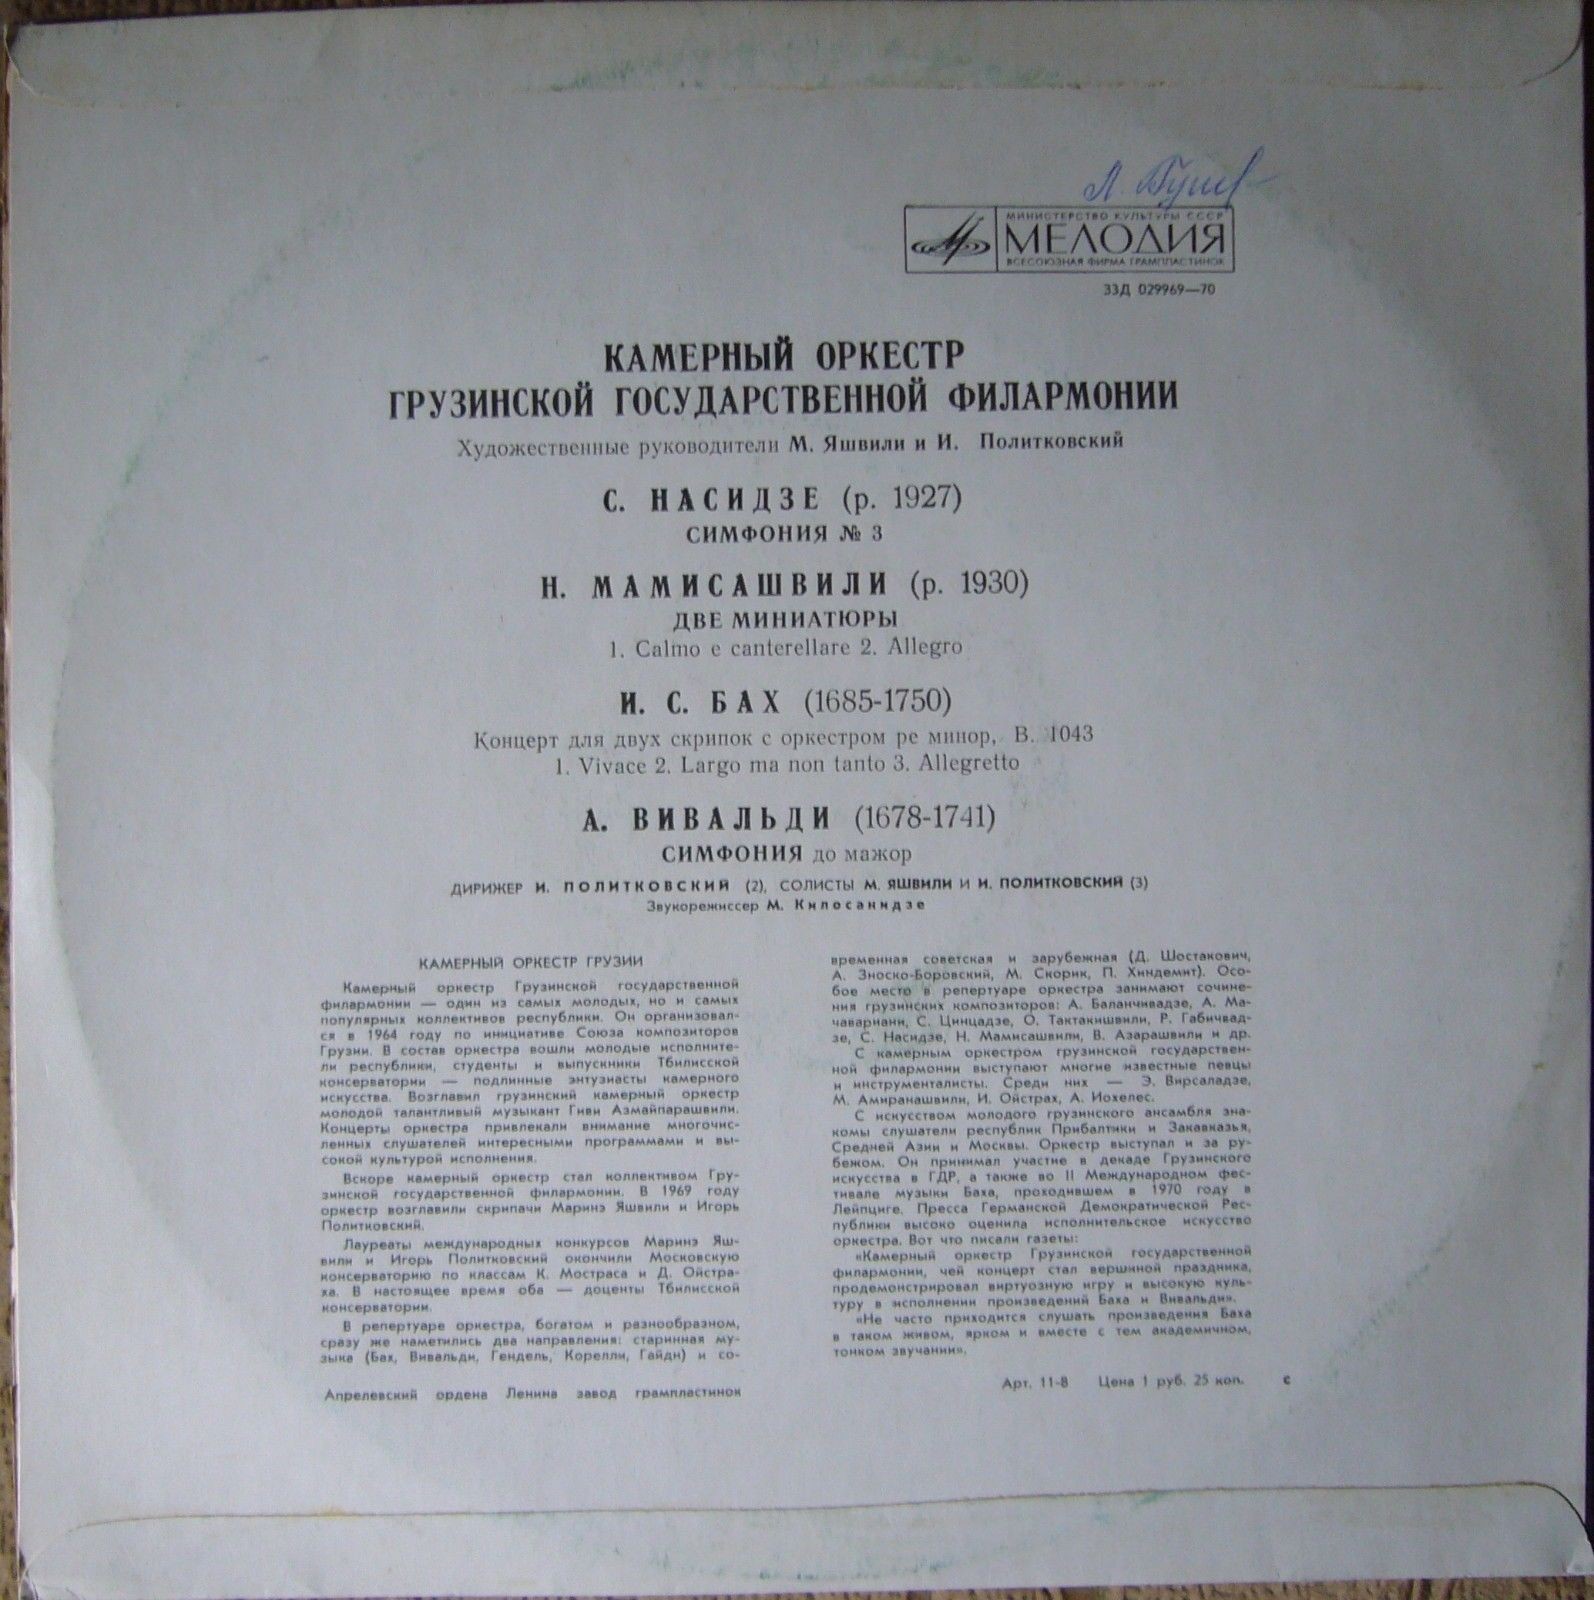 МИНИСТЕРСТВО КУЛЬТУРЫ СССР
МЕЛОДИЯ
ВСЕСОЮЗНАЯ ФИРМА ГРАМПЛАСТИНОК
33Д 029969—70
КАМЕРНЫЙ ОРКЕСТР
ГРУЗИНСКОЙ ГОСУДАРСТВЕННОЙ ФИЛАРМОНИИ
Художественные руководители М. Яшвили и И. Политковский
С. НАСИДЗЕ (р. 1927)
СИМФОНИЯ № 3
Н. МАМИСАШВИЛИ (р. 1930)
ДВЕ МИНИАТЮРЫ
1. Calmo e canterellare 2. Allegro
И. С. БАХ (1685-1750)
Концерт для двух скрипок с оркестром ре минор, В. 1043
1. Vivace 2. Largo ma non tanto 3. Allegretto
А. ВИВАЛЬДИ (1678-1741)
СИМФОНИЯ до мажор
ДИРИЖЕР И. ПОЛИТКОВСКИЙ (2), СОЛИСТЫ М. ЯШВИЛИ И И. ПОЛИТКОВСКИЙ (3)
Звукорежиссер М. Килосанидзе
КАМЕРНЫЙ ОРКЕСТР ГРУЗИИ
Камерный оркестр Грузинской государственной
филармонии — один из самых молодых, но и самых
популярных коллективов республики. Он организовал-
ся в 1964 году по инициативе Союза композиторов
Грузии. В состав оркестра вошли молодые исполните-
ли республики, студенты и выпускники Тбилисской
консерватории — подлинные энтузиасты камерного
искусства. Возглавил грузинский камерный оркестр
молодой талантливый музыкант Гиви Азмайпарашвили.
Концерты оркестра привлекали внимание многочис-
ленных слушателей интересными программами и вы-
сокой культурой исполнения.
Вскоре камерный оркестр стал коллективом Гру-
зинской государственной филармонии. В 1969 году
оркестр возглавили скрипачи Маринэ Яшвили и Игорь
Политковский.
Лауреаты международных конкурсов Маринэ Яш-
вили и Игорь Политковский окончили Московскую
консерваторию по классам К. Мостраса и Д. Ойстра-
ха. В настоящее время оба — доценты Тбилисской
консерватории.
В репертуаре оркестра, богатом и разнообразном,
сразу же наметились два направления: старинная му-
зыка (Бах, Вивальди, Гендель, Корелли, Гайдн) и со-
временная советская и зарубежная (Д. Шостакович,
А. Зноско-Боровский, М. Скорик, П. Хиндемит). Осо-
бое место в репертуаре оркестра занимают сочине-
ния грузинских композиторов: А. Баланчивадзе, А. Ма-
чавариани, С. Цинцадзе, О. Тактакишвили, Р. Габичвад-
зе, С. Насидзе, Н. Мамисашвили, В. Азарашвили и др.
С камерным оркестром грузинской государствен-
ной филармонии выступают многие известные певцы
и инструменталисты. Среди них — Э. Вирсаладзе,
М. Амиранашвили, И. Ойстрах, А. Иохелес.
С искусством молодого грузинского ансамбля зна-
комы слушатели республик Прибалтики и Закавказья,
Средней Азии и Москвы. Оркестр выступал и за ру-
бежом. Он принимал участие в декаде Грузинского
искусства в ГДР, а также во II Международном фес-
тивале музыки Баха, проходившем в 1970 году в
Лейпциге. Пресса Германской Демократической Рес-
публики высоко оценила исполнительское искусство
оркестра. Вот что писали газеты:
«Камерный оркестр Грузинской государственной
филармонии, чей концерт стал вершиной праздника,
продемонстрировал виртуозную игру и высокую куль-
туру в исполнении произведений Баха и Вивальди».
«Не часто приходится слушать произведения Баха
в таком живом, ярком и вместе с тем академичном,
тонком звучании».
Апрелевский ордена Ленина завод грампластинок
Арт. 11-8 Цена 1 руб. 25 коп. с